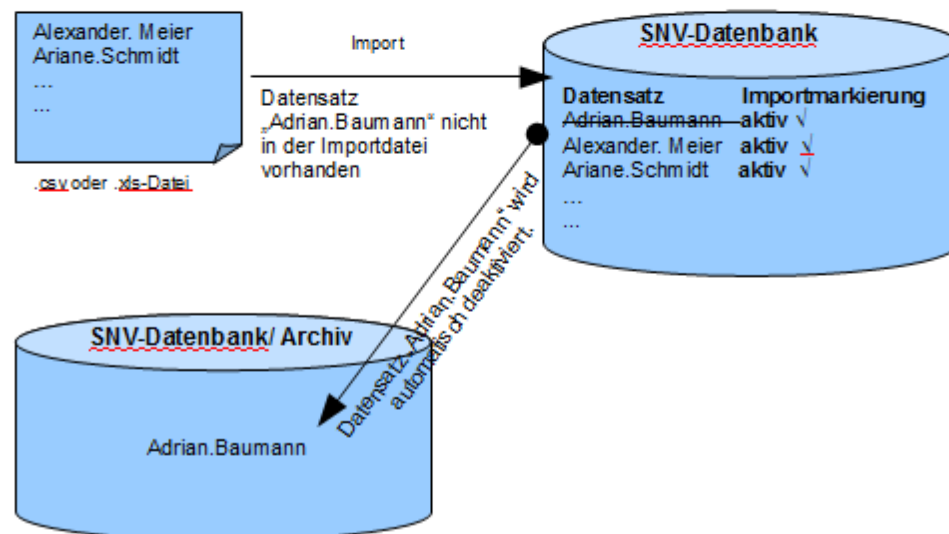 Alexander. Meier
Ariane.Schmidt
...
...
.csv oder .xls-Datei
Import
Datensatz
„Adrian.Baumann“ nicht
in der Importdatei
vorhanden
SNV-Datenbank
Datensatz Importmarkierung
Adrian.Baumann aktiv √
Alexander. Meier aktiv √
Ariane.Schmidt aktiv √
...
...
Datensatz „Adrian.Baumann“ wird
automatisch deaktiviert.
SNV-Datenbank/ Archiv
Adrian.Baumann